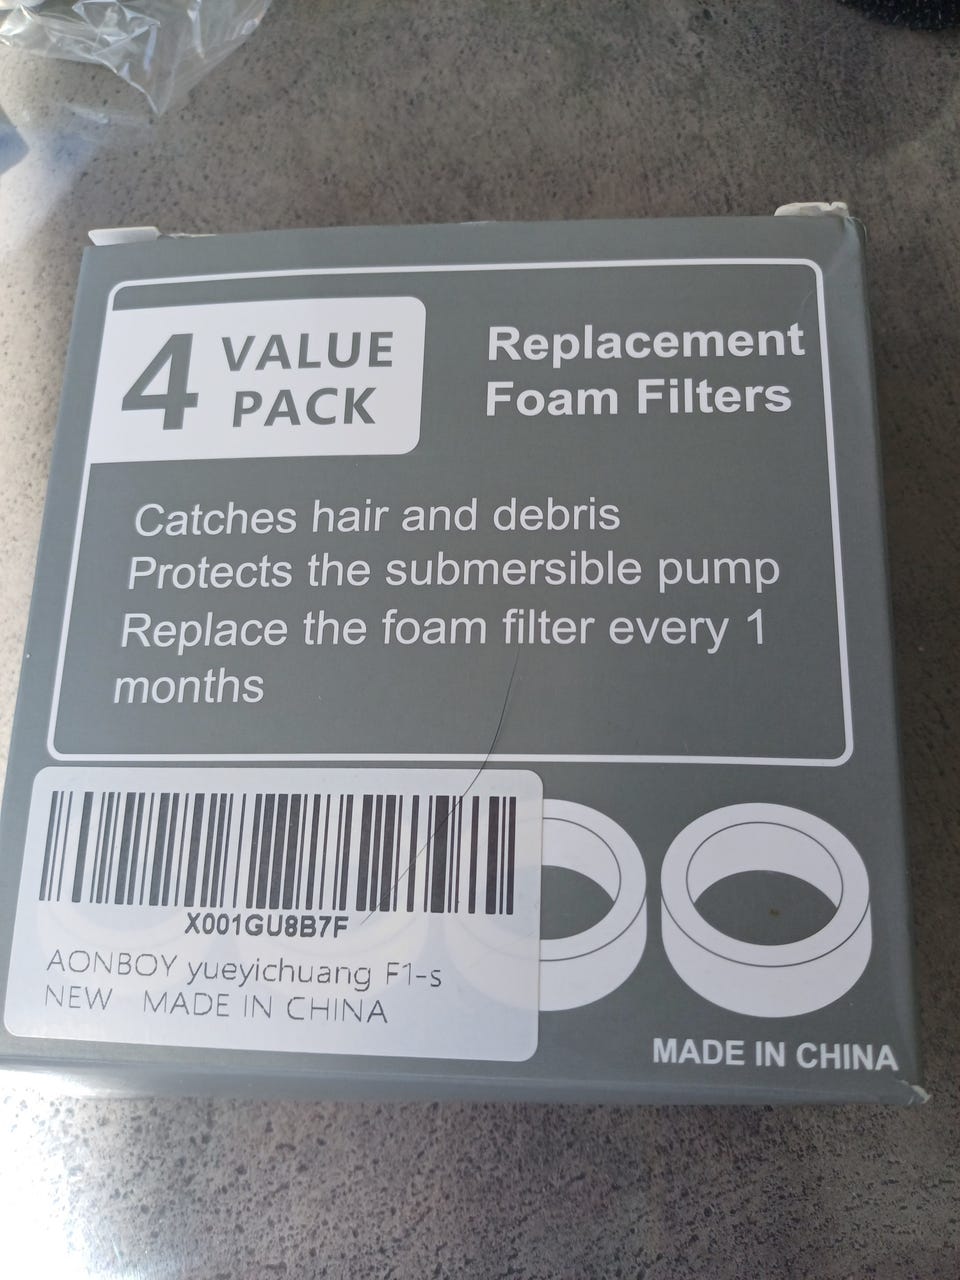 4 VALUE
PACK
Replacement
Foam Filters
Catches hair and debris
Protects the submersible pump
Replace the foam filter every 1
months
X001GU8B7F
AONBOY yueyichuang F1-s
NEW MADE IN CHINA
MADE IN CHINA